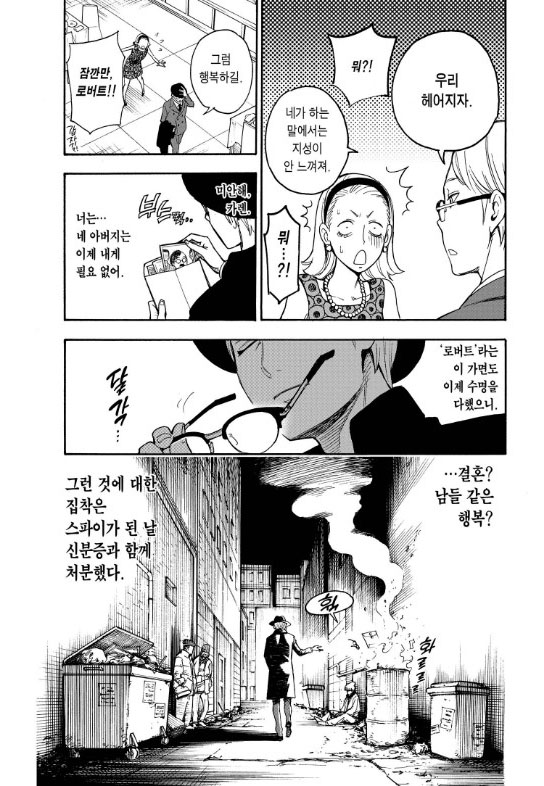 우리
헤어지자.
뭐?!
네가 하는
말에서는
지성이
안 느껴져.
뭐
…
?!
그럼
행복하길.
잠깐만,
로버트!!
미안해,
카렌.
부욱
너는…
네 아버지는
이제 내게
필요 없어.
‘로버트’라는
이 가면도
이제 수명을
다했으니.
달
각
…
…결혼?
남들 같은
행복?
그런 것에 대한
집착은
스파이가 된 날
신분증과 함께
처분했다.
화르르르